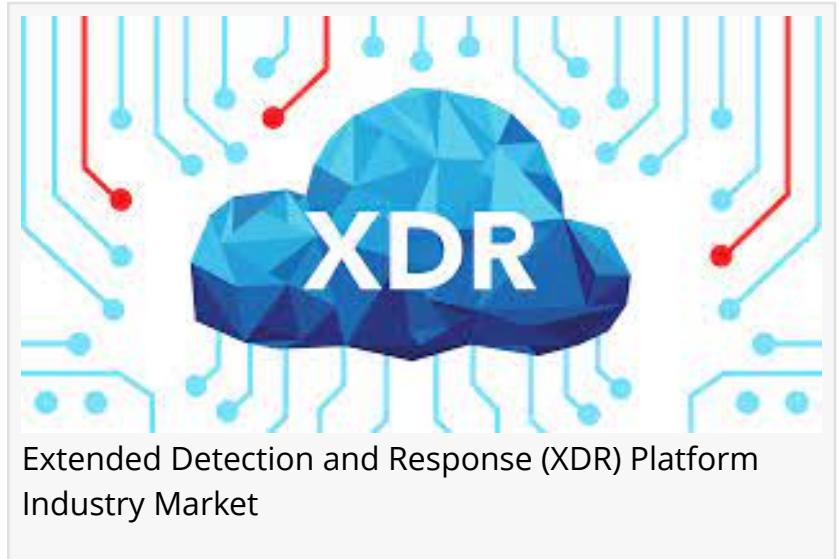 XDR
Extended Detection and Response (XDR) Platform
Industry Market